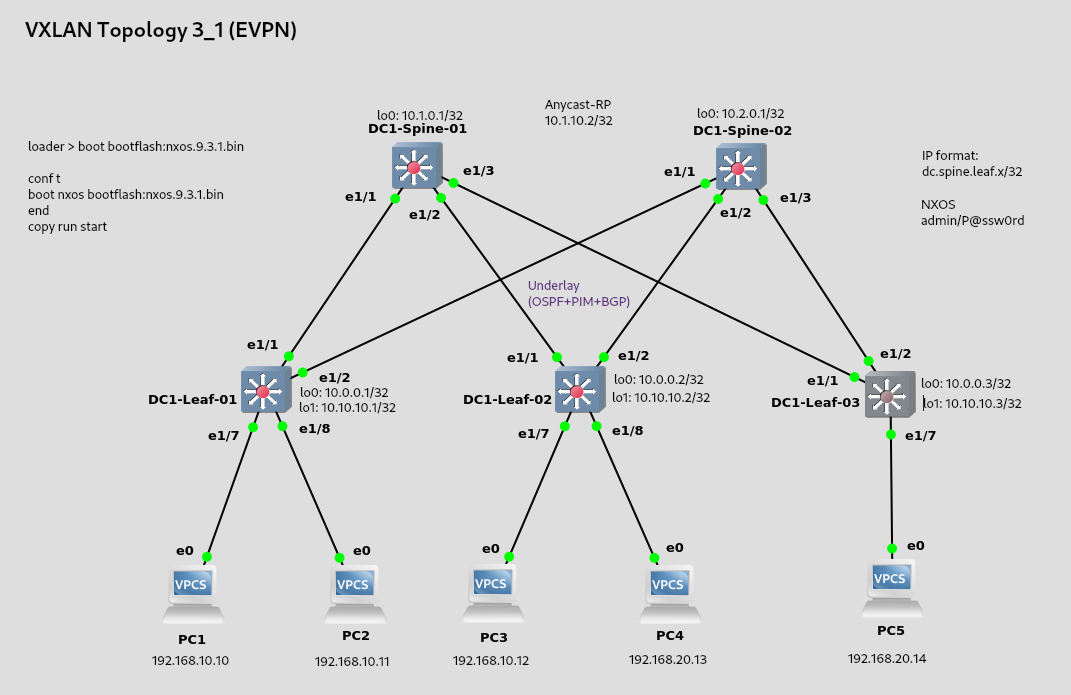 VXLAN Topology 3_1 (EVPN)
lo0: 10.1.0.1/32
DC1-Spine-01
Anycast-RP
10.1.10.2/32
lo0: 10.2.0.1/32
DC1-Spine-02
loader > boot bootflash:nxos.9.3.1.bin
conf t
boot nxos bootflash:nxos.9.3.1.bin
end
copy run start
IP format:
dc.spine.leaf.x/32
NXOS
admin/P@ssw0rd
e1/1
e1/2
e1/3
e1/1
e1/2
e1/3
Underlay
(OSPF+PIM+BGP)
e1/1
e1/2
DC1-Leaf-01
lo0: 10.0.0.1/32
lo1: 10.10.10.1/32
e1/7
e1/8
e1/1
e1/2
DC1-Leaf-02
lo0: 10.0.0.2/32
lo1: 10.10.10.2/32
e1/7
e1/8
e1/1
e1/2
DC1-Leaf-03
lo0: 10.0.0.3/32
lo1: 10.10.10.3/32
e1/7
e0
VPCS
PC1
192.168.10.10
e0
VPCS
PC2
192.168.10.11
e0
VPCS
PC3
192.168.10.12
e0
VPCS
PC4
192.168.20.13
e0
VPCS
PC5
192.168.20.14